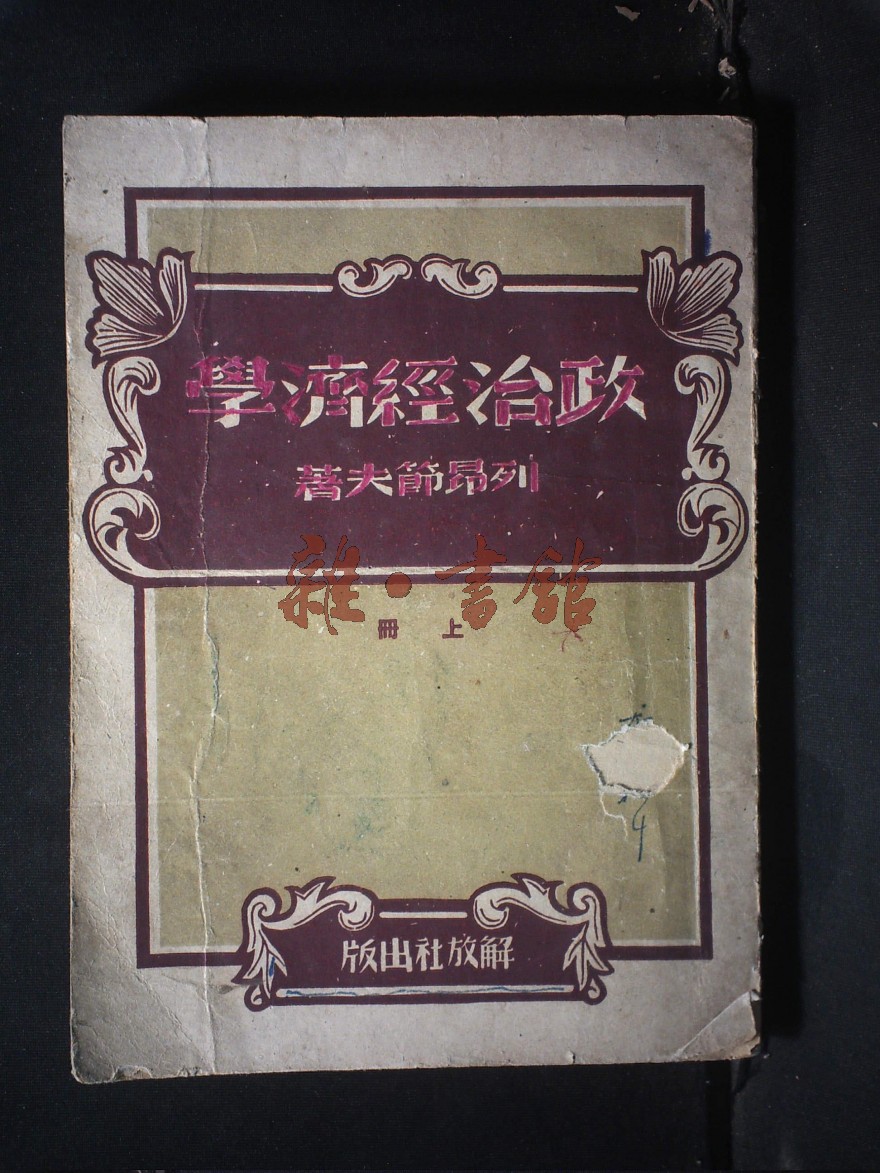 政治經濟學
列昂節夫著
雜·書館
上冊
解放社出版